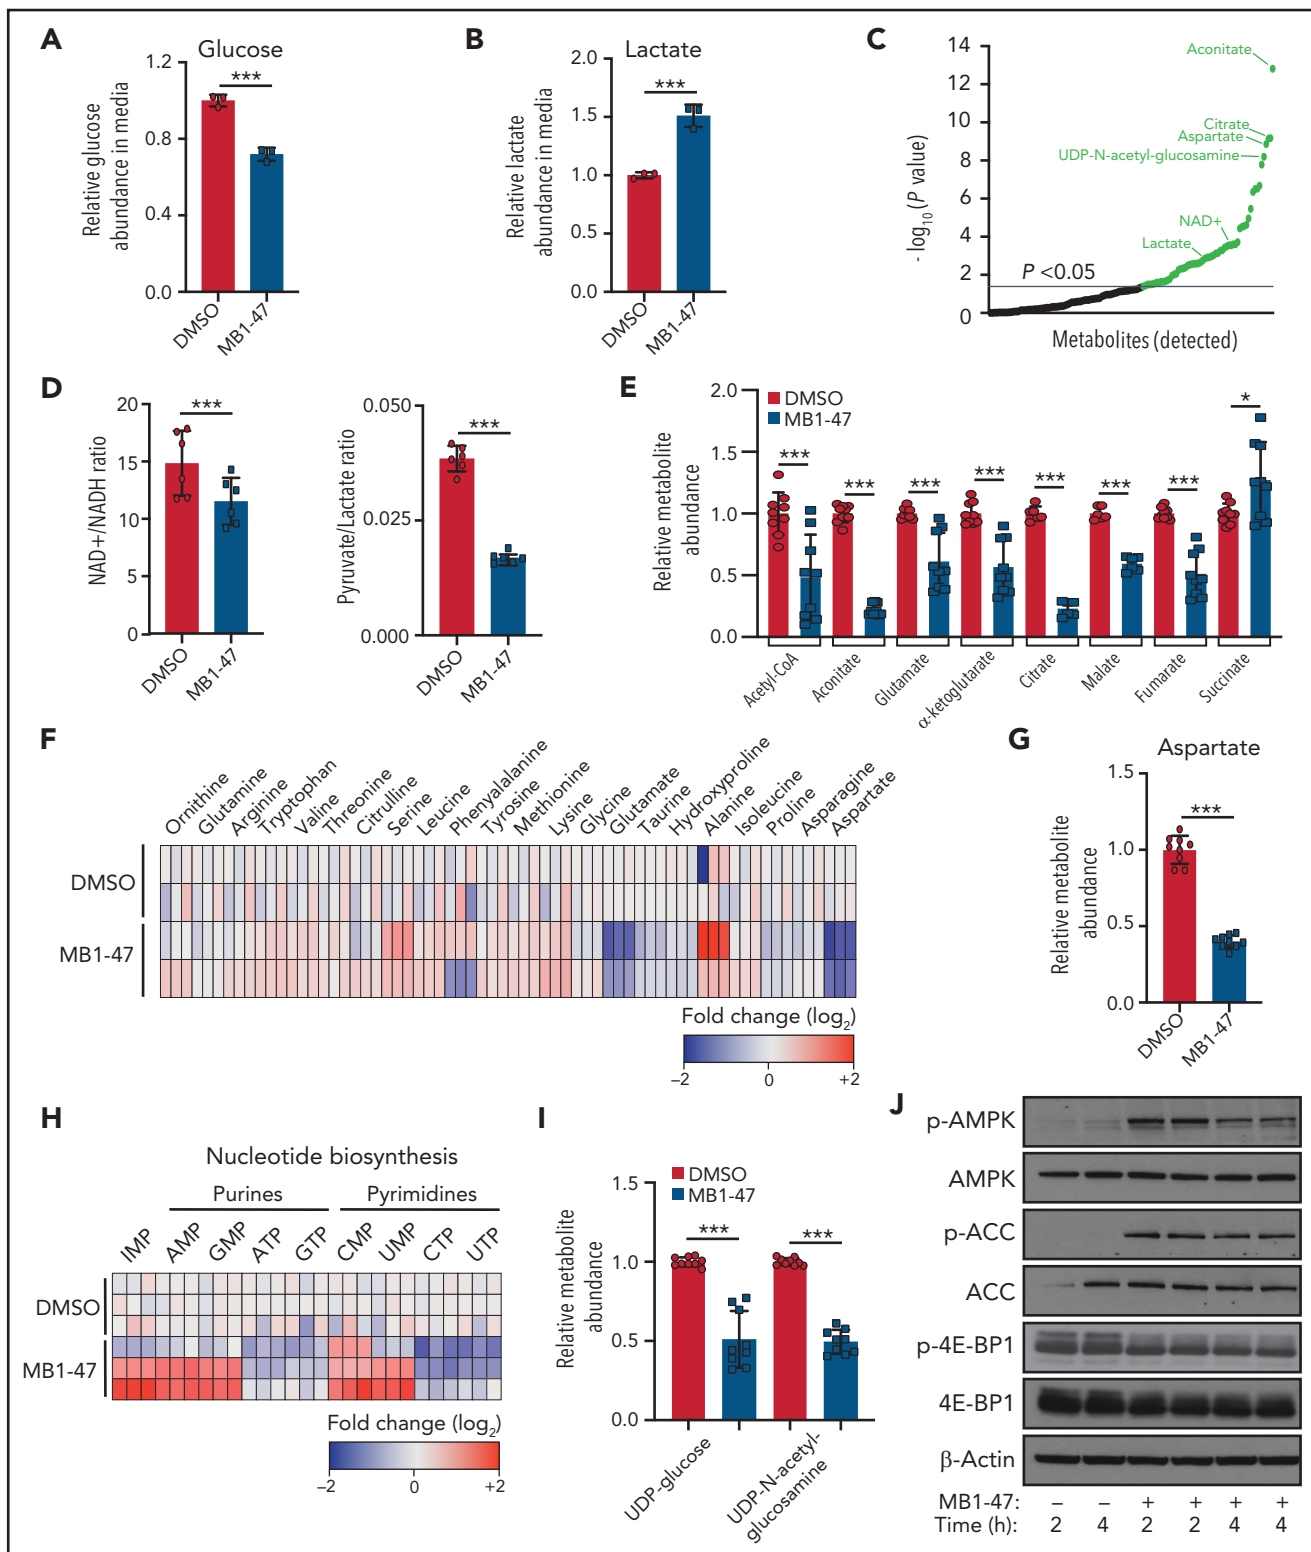 A
Glucose
Relative glucose
abundance in media
1.2
0.8
0.4
0.0
***
DMSO
MB1-47
B
Lactate
Relative lactate
abundance in media
2.0
1.5
1.0
0.5
0.0
***
DMSO
MB1-47
C
- log10(P value)
14
12
10
8
6
4
2
0
Aconitate
Citrate
Aspartate
UDP-N-acetyl-glucosamine
NAD+
Lactate
P <0.05
Metabolites (detected)
D
NAD+/NADH ratio
20
15
10
5
0
***
DMSO
MB1-47
Pyruvate/Lactate ratio
0.050
0.025
0.000
***
DMSO
MB1-47
E
Relative metabolite
abundance
2.0
1.5
1.0
0.5
0.0
DMSO
MB1-47
*** *** *** *** *** *** *** *
Acetyl-CoA
Aconitate
Glutamate
α-ketoglutarate
Citrate
Malate
Fumarate
Succinate
F
Ornithine
Glutamine
Arginine
Tryptophan
Valine
Threonine
Citrulline
Serine
Leucine
Phenyalalanine
Tyrosine
Methionine
Lysine
Glycine
Glutamate
Taurine
Hydroxyproline
Alanine
Isoleucine
Proline
Asparagine
Aspartate
DMSO
MB1-47
Fold change (log2)
−2 0 +2
G
Aspartate
Relative metabolite
abundance
1.5
1.0
0.5
0.0
***
DMSO
MB1-47
H
Nucleotide biosynthesis
Purines Pyrimidines
IMP AMP GMP ATP GTP CMP UMP CTP UTP
DMSO
MB1-47
Fold change (log2)
−2 0 +2
I
Relative metabolite
abundance
1.5
1.0
0.5
0.0
DMSO
MB1-47
*** ***
UDP-glucose
UDP-N-acetyl-
glucosamine
J
p-AMPK
AMPK
p-ACC
ACC
p-4E-BP1
4E-BP1
β-Actin
MB1-47: – – + + + +
Time (h): 2 4 2 2 4 4